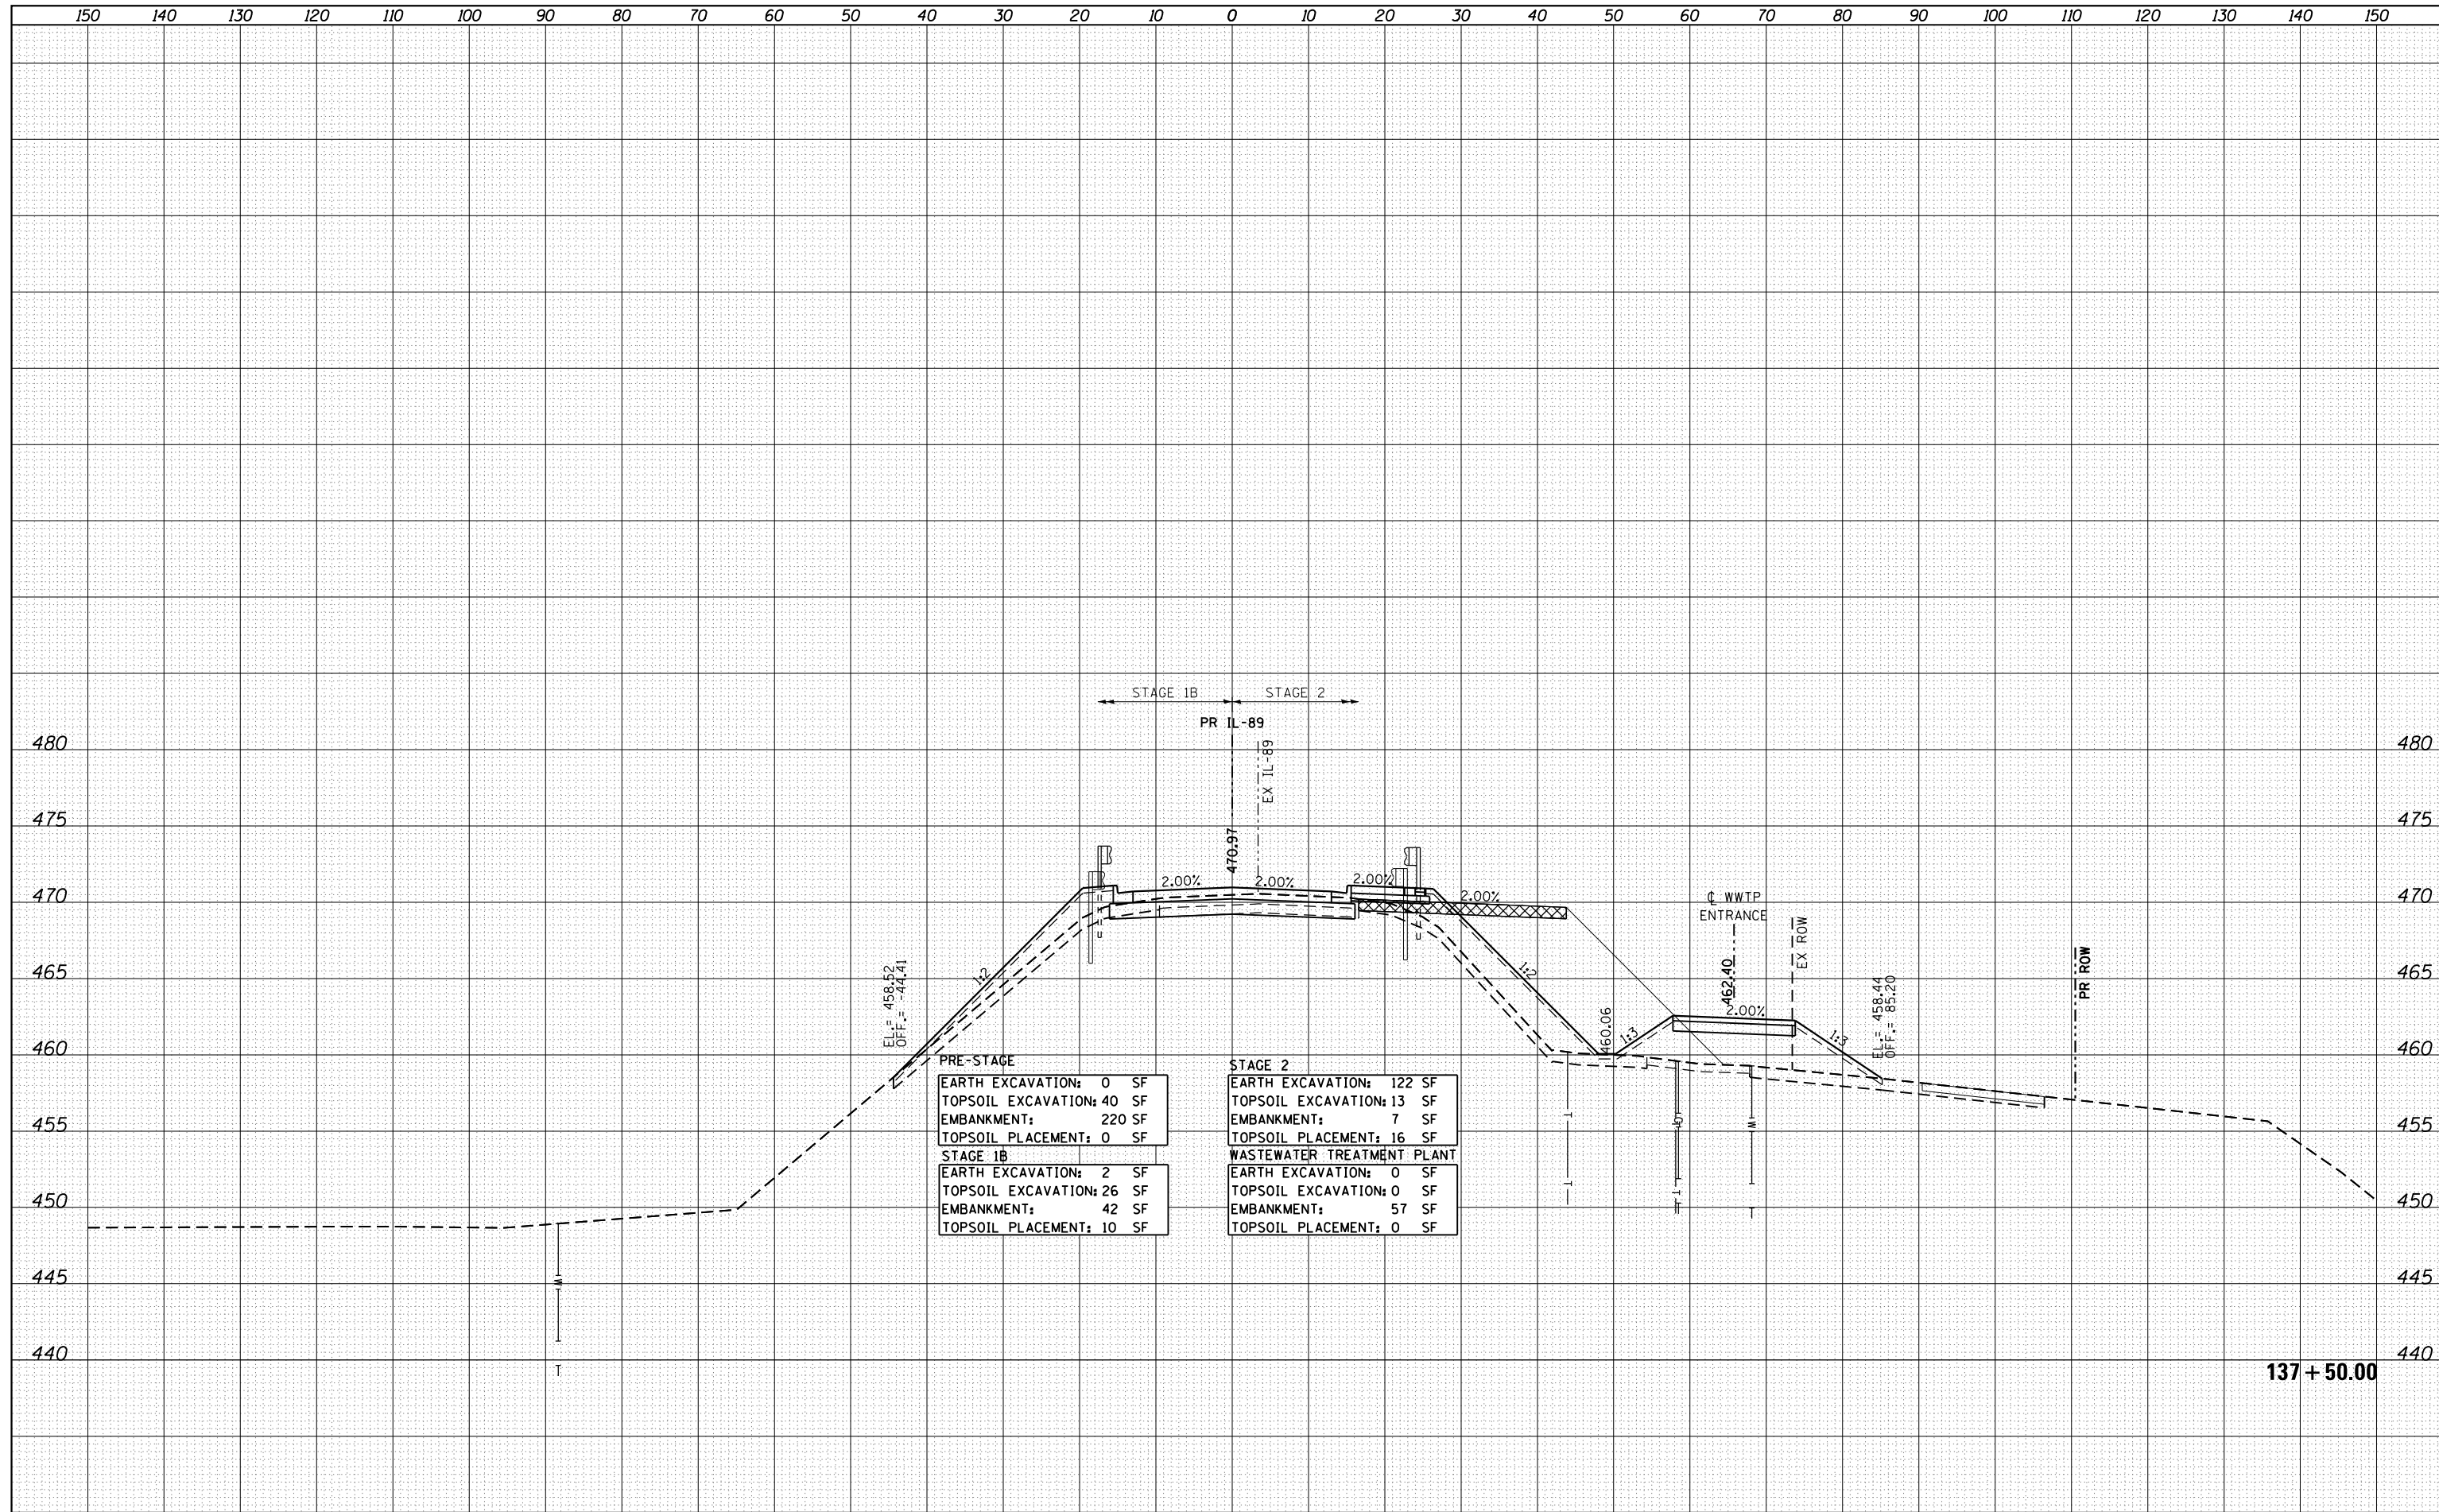 150 140 130 120 110 100 90 80 70 60 50 40 30 20 10 0 10 20 30 40 50 60 70 80 90 100 110 120 130 140 150
STAGE 1B STAGE 2
PR IL-89
EX IL-89
480 480
475 475
470.97
470 470
2.00% 2.00% 2.00% 2.00%
℄ WWTP
ENTRANCE
EX ROW
PR ROW
465 465
EL.= 458.52
OFF.= -44.41
1:2
1:2
462.40
2.00%
460.06
1:3
1:3
EL.= 458.44
OFF.= 85.20
460 460
455 455
450 450
445 445
440 440
PRE-STAGE
EARTH EXCAVATION: 0 SF
TOPSOIL EXCAVATION: 40 SF
EMBANKMENT: 220 SF
TOPSOIL PLACEMENT: 0 SF
STAGE 1B
EARTH EXCAVATION: 2 SF
TOPSOIL EXCAVATION: 26 SF
EMBANKMENT: 42 SF
TOPSOIL PLACEMENT: 10 SF
STAGE 2
EARTH EXCAVATION: 122 SF
TOPSOIL EXCAVATION: 13 SF
EMBANKMENT: 7 SF
TOPSOIL PLACEMENT: 16 SF
WASTEWATER TREATMENT PLANT
EARTH EXCAVATION: 0 SF
TOPSOIL EXCAVATION: 0 SF
EMBANKMENT: 57 SF
TOPSOIL PLACEMENT: 0 SF
W
T
T
T
W
T
137+50.00